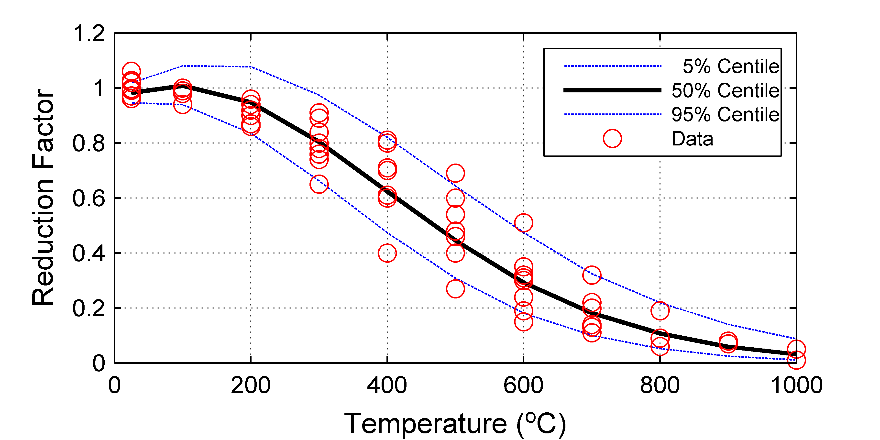 1.2
1
0.8
0.6
0.4
0.2
0
0 200 400 600 800 1000
Reduction Factor
Temperature (ºC)
5% Centile
50% Centile
95% Centile
Data